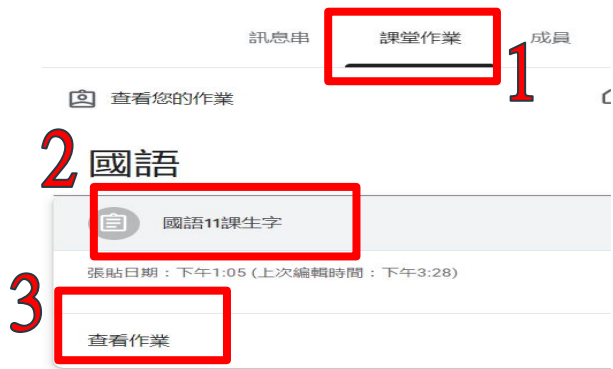 訊息串 課堂作業 成員
1
查看您的作業
2
國語
國語11課生字
張貼日期：下午1:05 (上次編輯時間：下午3:28)
3
查看作業